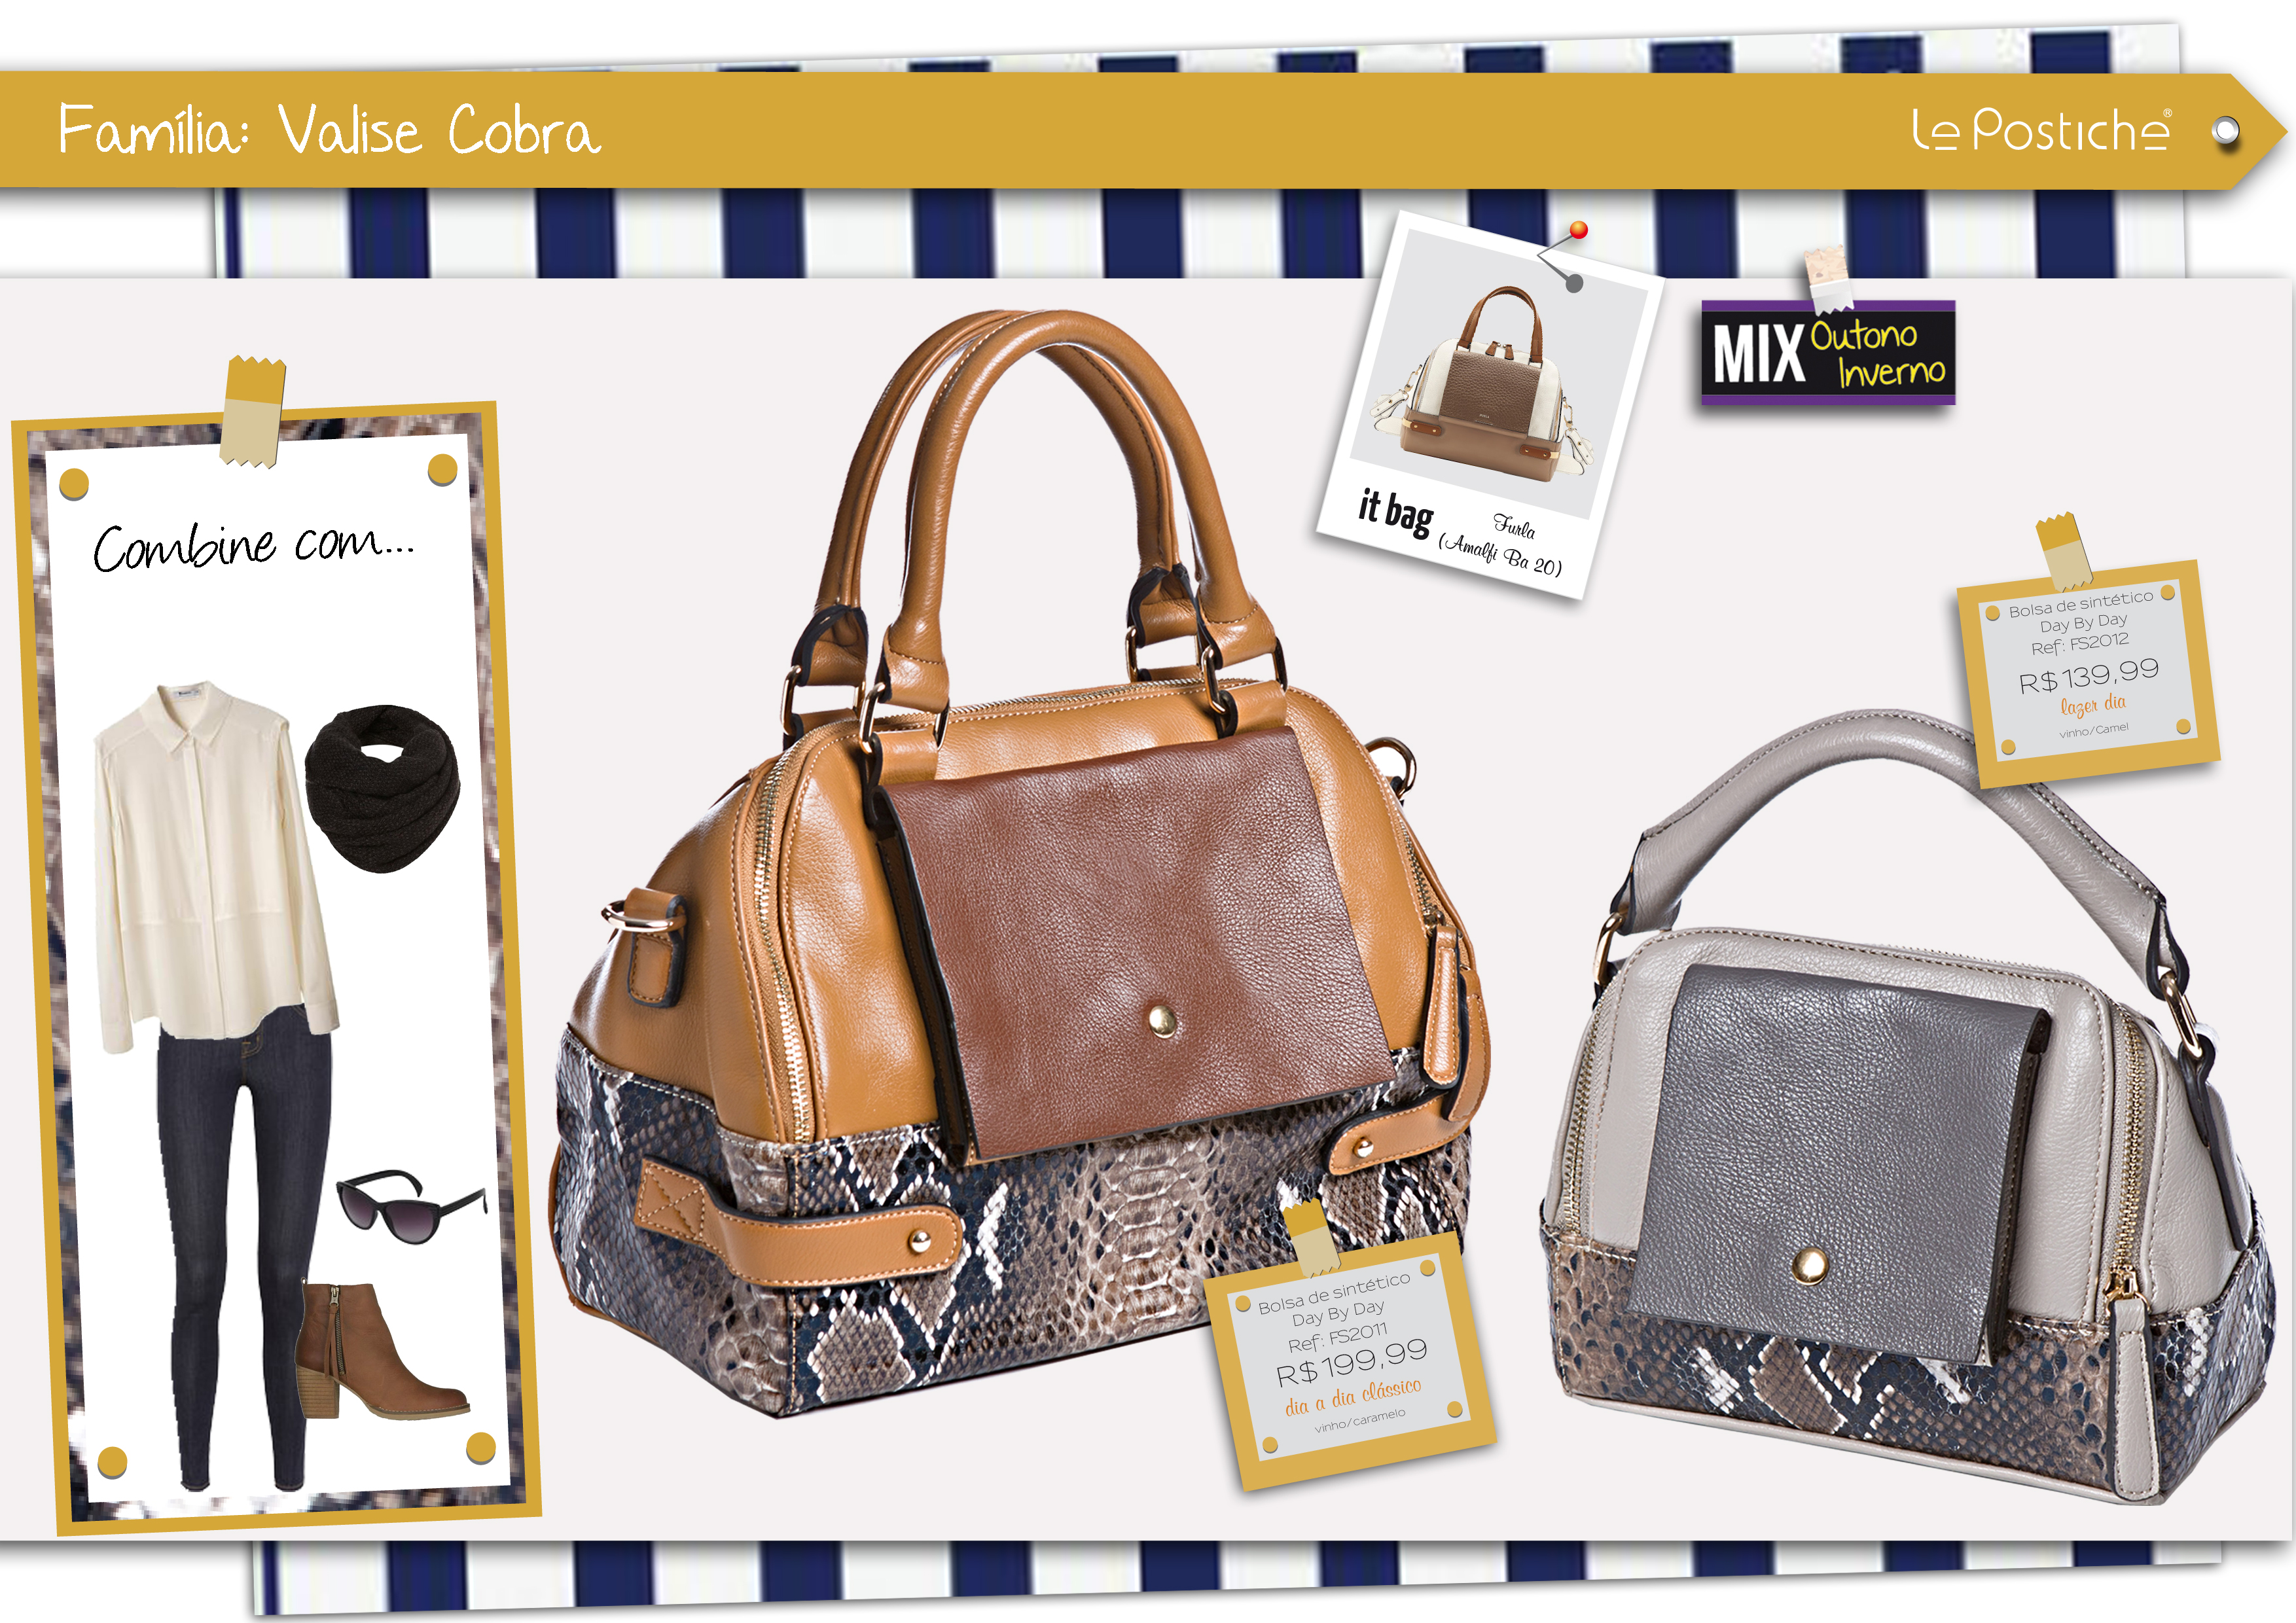 Família: Valise Cobra
Le Postiche®
MIX Outono
Inverno
it bag
Furla
(Amalfi Ba 20)
Combine com...
Bolsa de sintético
Day By Day
Ref: FS2012
R$139,99
lazer dia
vinho/Camel
Bolsa de sintético
Day By Day
Ref: FS2011
R$199,99
dia a dia clássico
vinho/caramelo